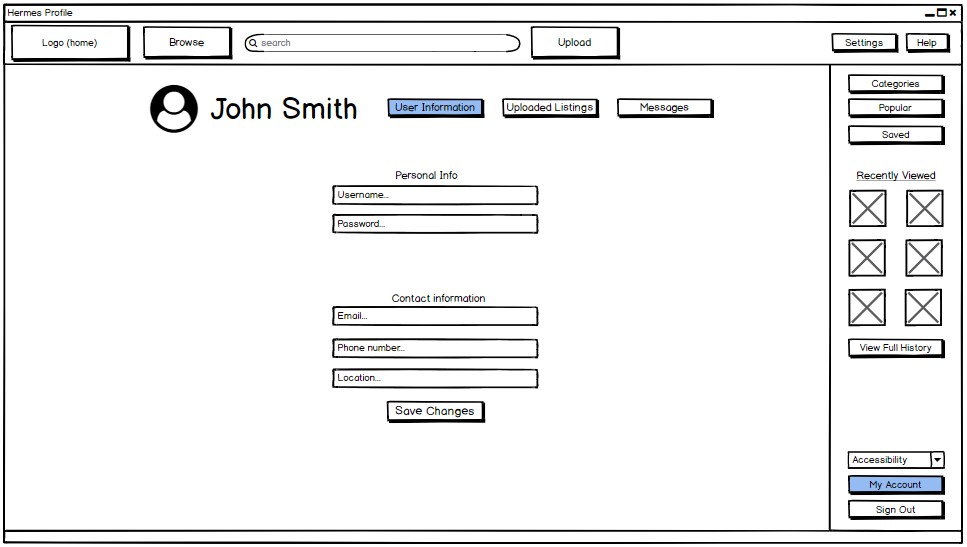 Hermes Profile
Logo (home)
Browse
search
Upload
Settings
Help
John Smith
User Information
Uploaded Listings
Messages
Personal Info
Username...
Password...
Contact information
Email...
Phone number...
Location...
Save Changes
Categories
Popular
Saved
Recently Viewed
View Full History
Accessibility
My Account
Sign Out